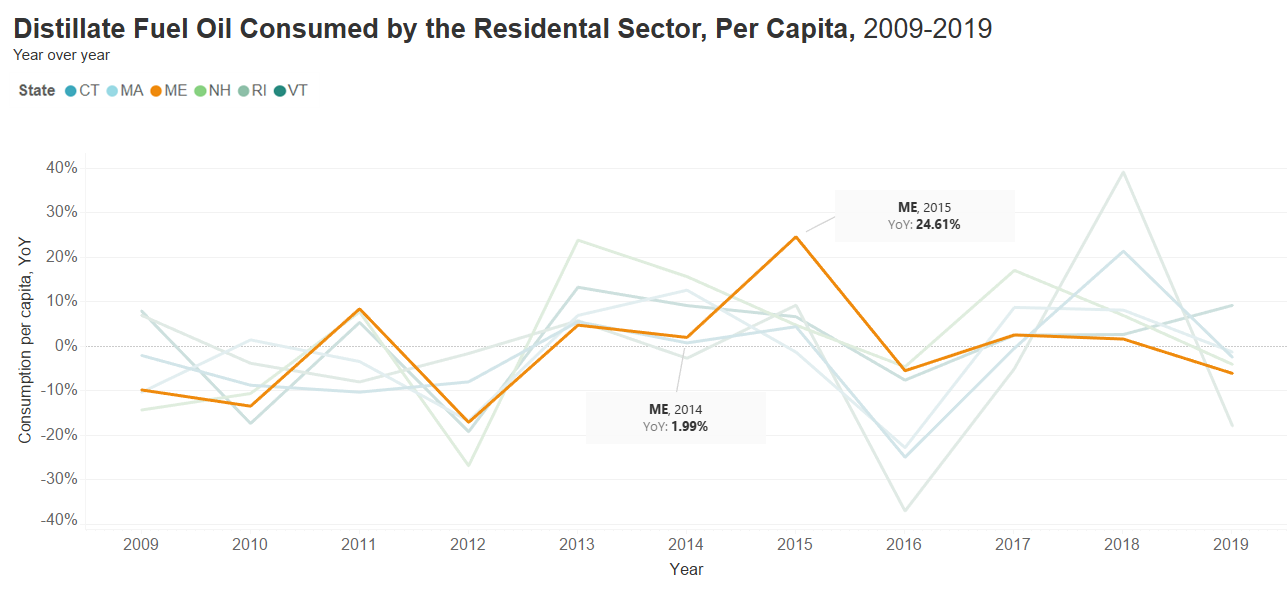 Distillate Fuel Oil Consumed by the Residental Sector, Per Capita, 2009-2019
Year over year
State CT MA ME NH RI VT
40%
30%
20%
10%
0%
-10%
-20%
-30%
-40%
Consumption per capita, YoY
ME, 2015
YoY: 24.61%
ME, 2014
YoY: 1.99%
2009 2010 2011 2012 2013 2014 2015 2016 2017 2018 2019
Year